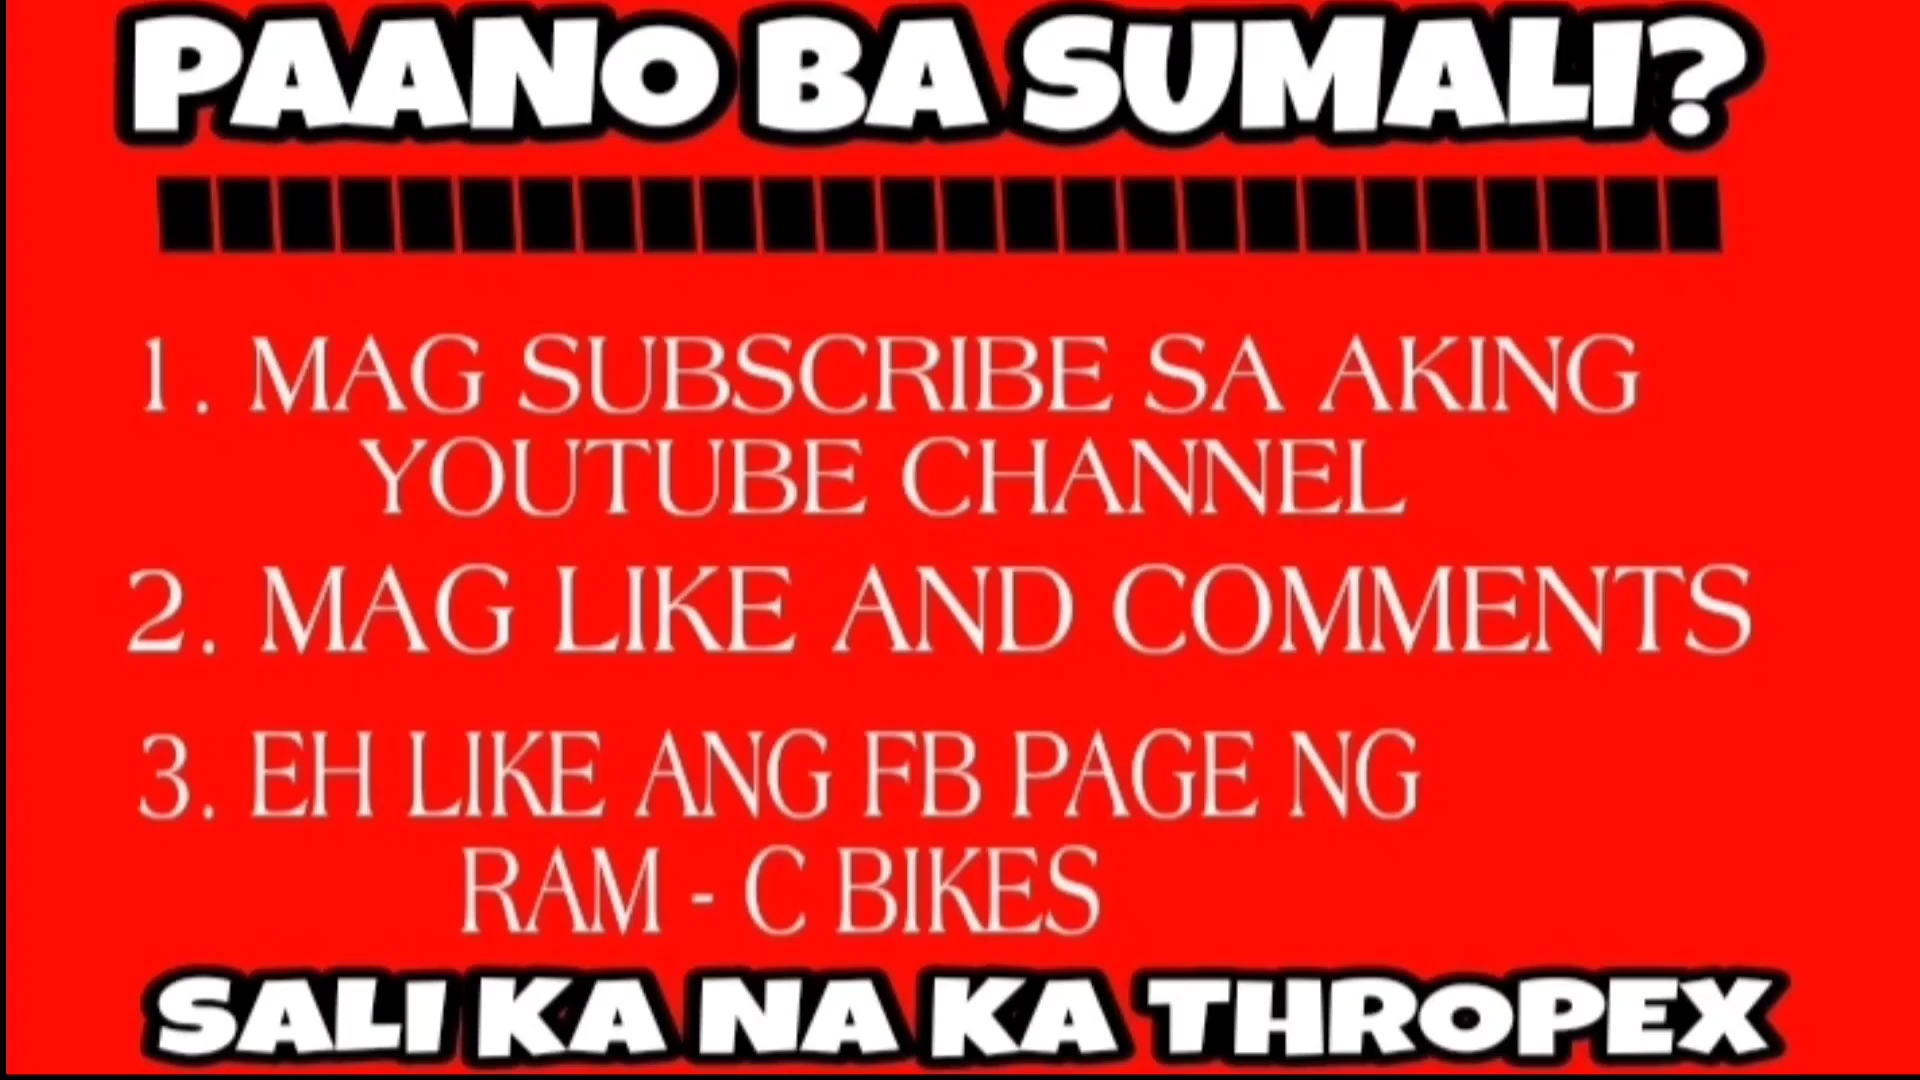 PAANO BA SUMALI?
1. MAG SUBSCRIBE SA AKING
YOUTUBE CHANNEL
2. MAG LIKE AND COMMENTS
3. EH LIKE ANG FB PAGE NG
RAM - C BIKES
SALI KA NA KA THROPEX